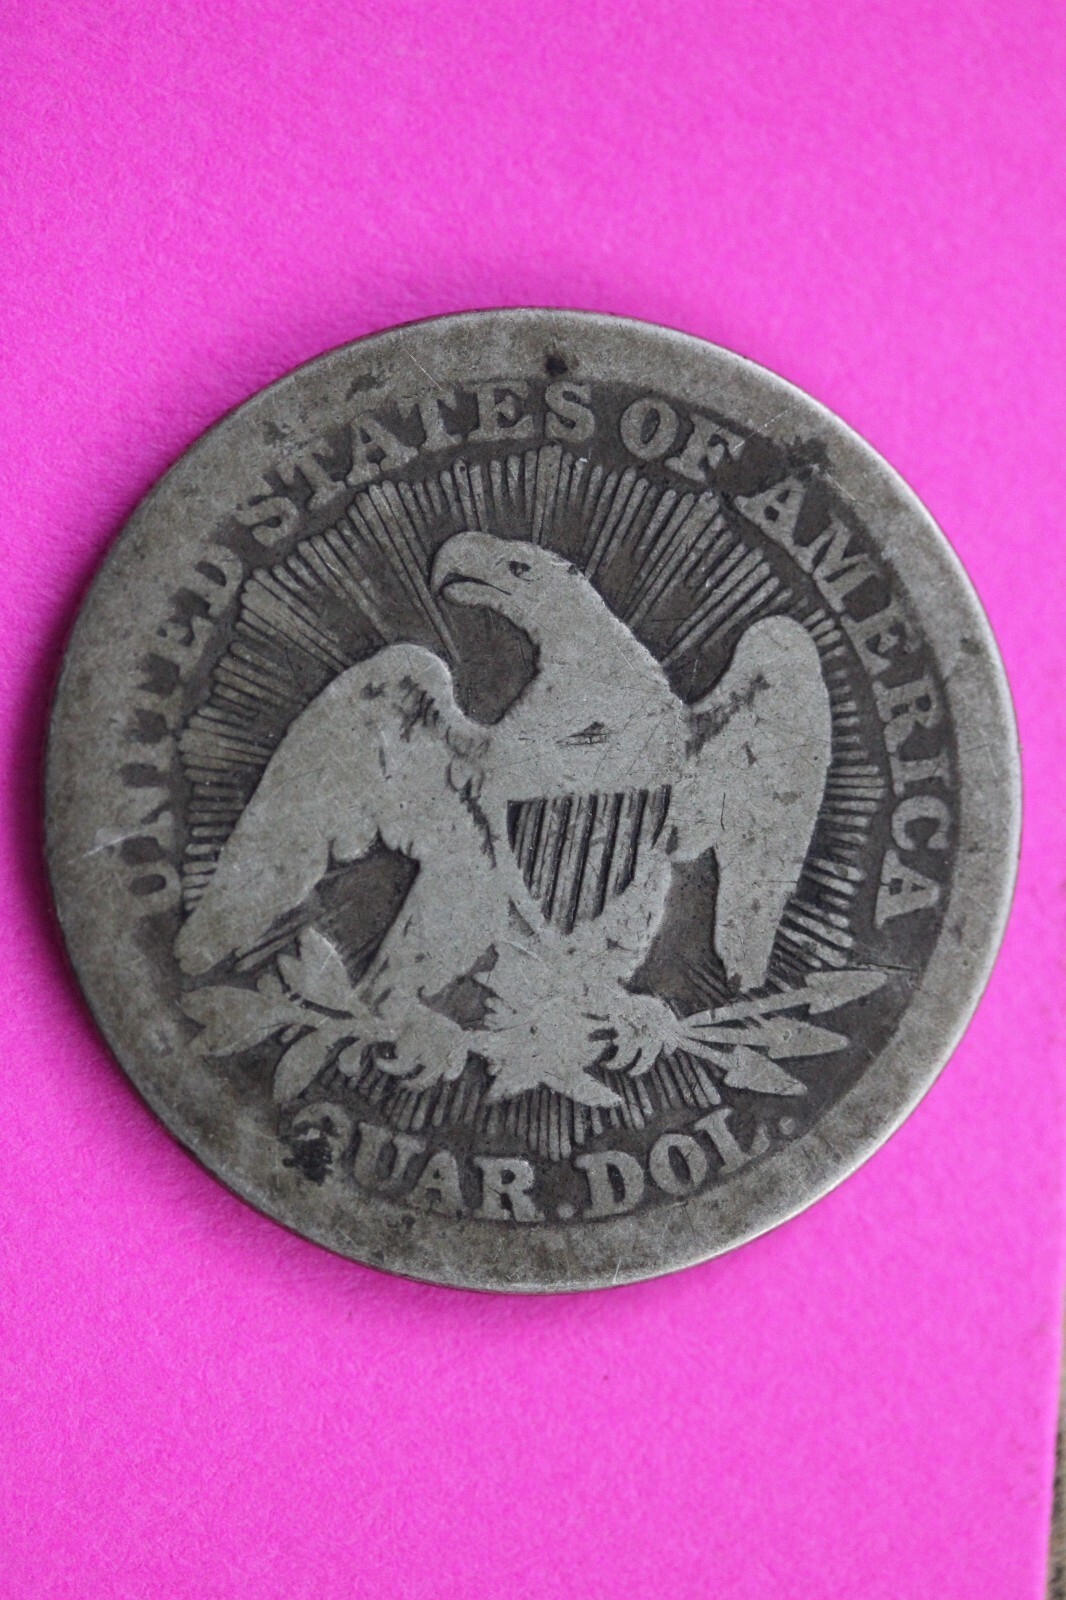 UNITED STATES OF AMERICA
QUAR. DOL.